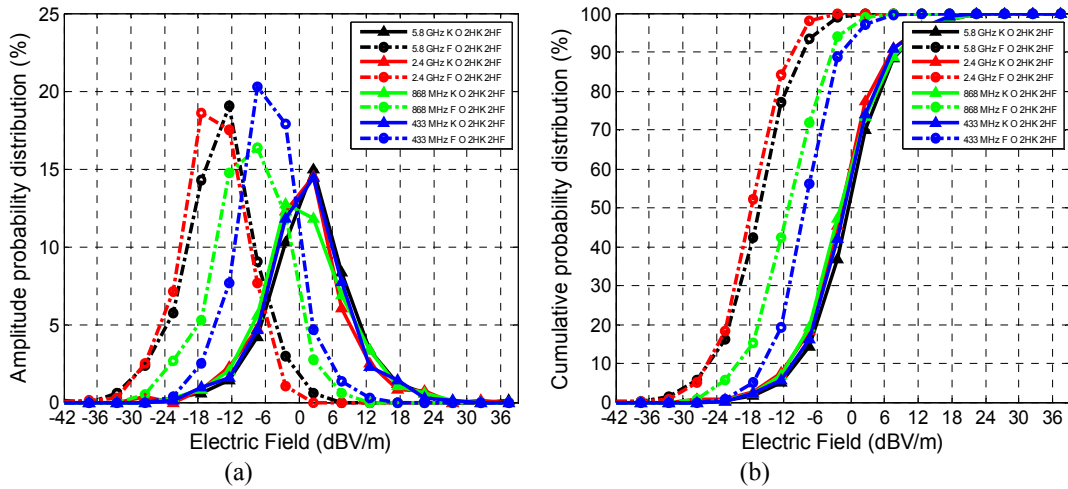 Amplitude probability distribution (%)
25
20
15
10
5
0
-42 -36 -30 -24 -18 -12 -6 0 6 12 18 24 30 36
Electric Field (dBV/m)
5.8 GHz K O 2HK 2HF
5.8 GHz F O 2HK 2HF
2.4 GHz K O 2HK 2HF
2.4 GHz F O 2HK 2HF
868 MHz K O 2HK 2HF
868 MHz F O 2HK 2HF
433 MHz K O 2HK 2HF
433 MHz F O 2HK 2HF
(a)
Cumulative probability distribution (%)
100
90
80
70
60
50
40
30
20
10
0
-42 -36 -30 -24 -18 -12 -6 0 6 12 18 24 30 36
Electric Field (dBV/m)
5.8 GHz K O 2HK 2HF
5.8 GHz F O 2HK 2HF
2.4 GHz K O 2HK 2HF
2.4 GHz F O 2HK 2HF
868 MHz K O 2HK 2HF
868 MHz F O 2HK 2HF
433 MHz K O 2HK 2HF
433 MHz F O 2HK 2HF
(b)